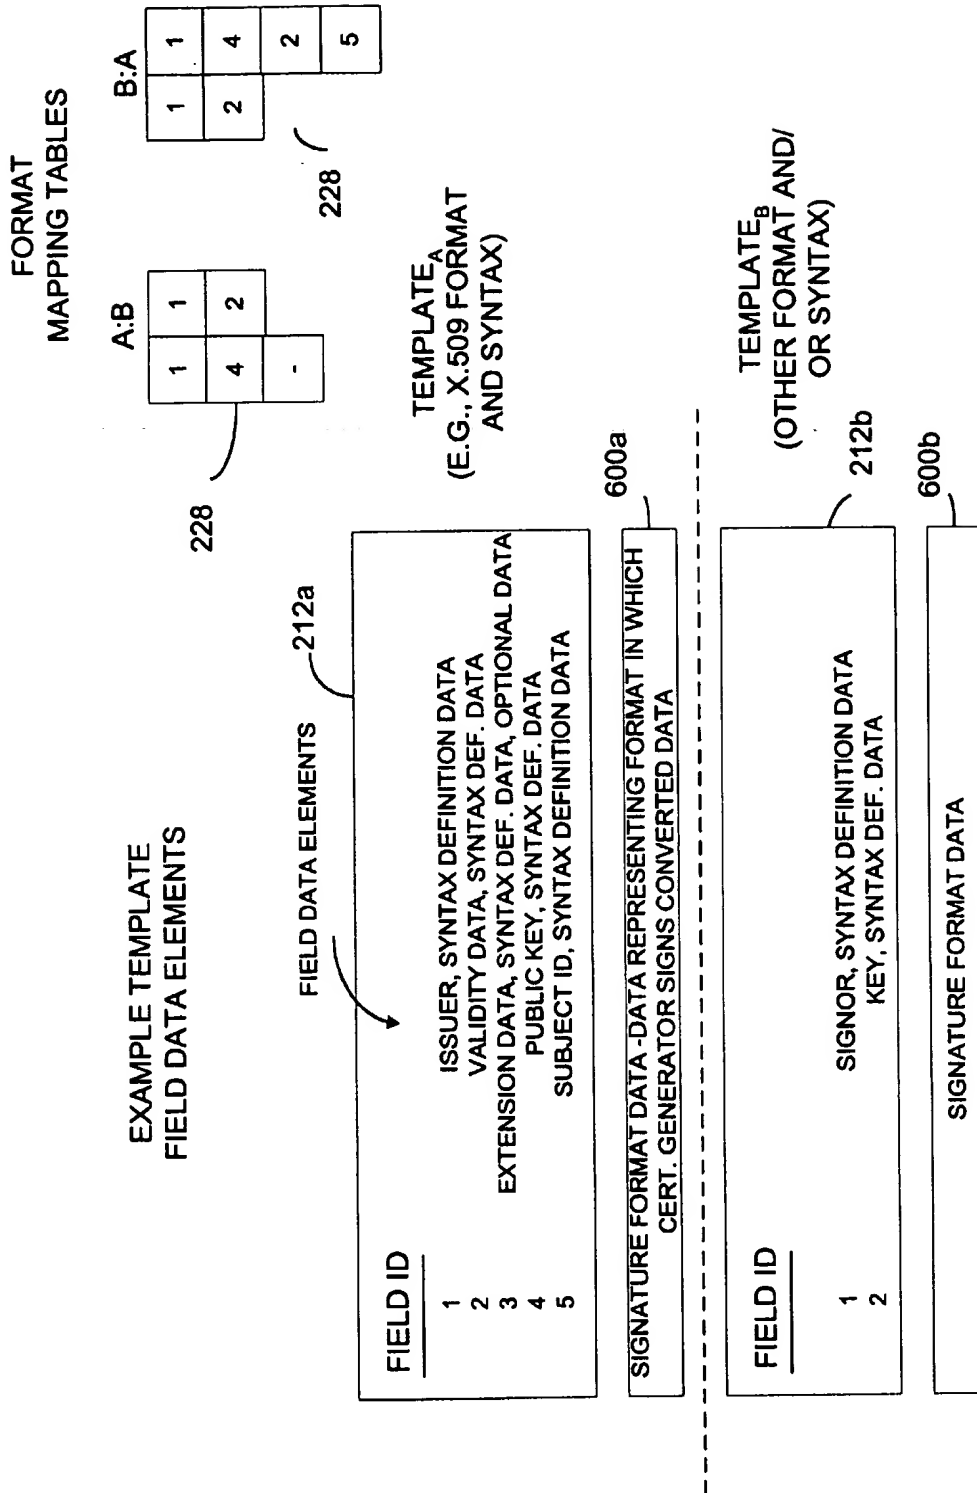 FORMAT
MAPPING TABLES
A:B
1 1
4 2
-
228
B:A
1 1
2 4
2
5
228
EXAMPLE TEMPLATE
FIELD DATA ELEMENTS
FIELD DATA ELEMENTS
212a
TEMPLATE A
(E.G., X.509 FORMAT
AND SYNTAX)
FIELD ID
1 ISSUER, SYNTAX DEFINITION DATA
2 VALIDITY DATA, SYNTAX DEF. DATA
3 EXTENSION DATA, SYNTAX DEF. DATA, OPTIONAL DATA
4 PUBLIC KEY, SYNTAX DEF. DATA
5 SUBJECT ID, SYNTAX DEFINITION DATA
600a
SIGNATURE FORMAT DATA -DATA REPRESENTING FORMAT IN WHICH
CERT. GENERATOR SIGNS CONVERTED DATA
TEMPLATE B
(OTHER FORMAT AND/
OR SYNTAX)
212b
FIELD ID
1 SIGNOR, SYNTAX DEFINITION DATA
2 KEY, SYNTAX DEF. DATA
600b
SIGNATURE FORMAT DATA